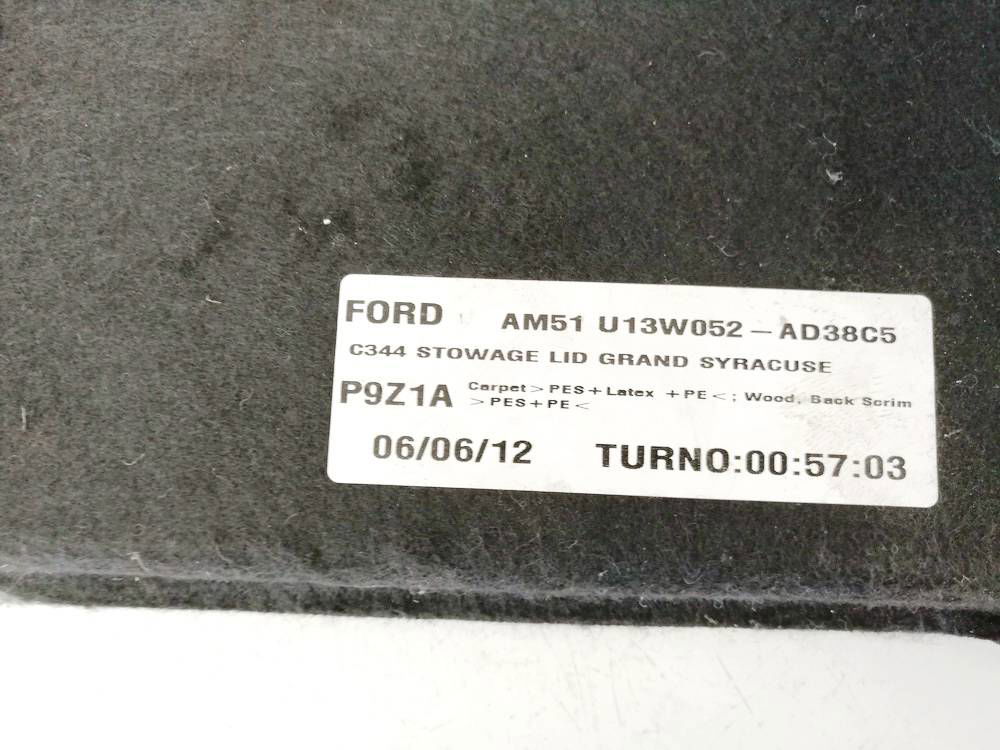 FORD AM51 U13W052-AD38C5
C344 STOWAGE LID GRAND SYRACUSE
P9Z1A Carpet>PES+Latex +PE<; Wood, Back Scrim
>PES+PE<
06/06/12 TURNO:00:57:03